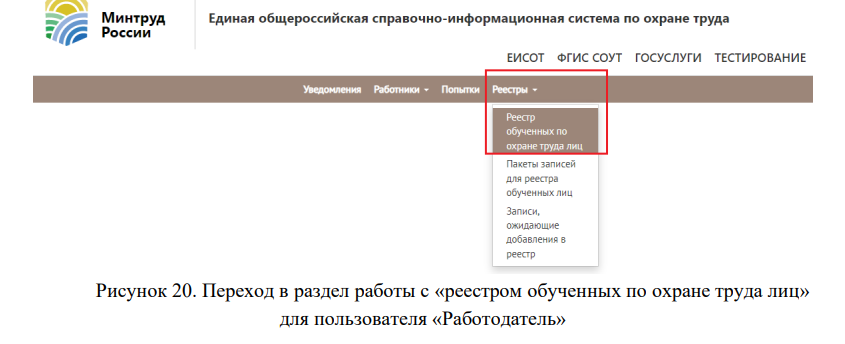 Минтруд
России
Единая общероссийская справочно-информационная система по охране труда
ЕИСОТ ФГИС СОУТ ГОСУСЛУГИ ТЕСТИРОВАНИЕ
Уведомления Работники Попытки Реестры
Реестр
обученных по
охране труда лиц
Пакеты записей
для реестра
обученных лиц
Записи,
ожидающие
добавления в
реестр
Рисунок 20. Переход в раздел работы с «реестром обученных по охране труда лиц»
для пользователя «Работодатель»